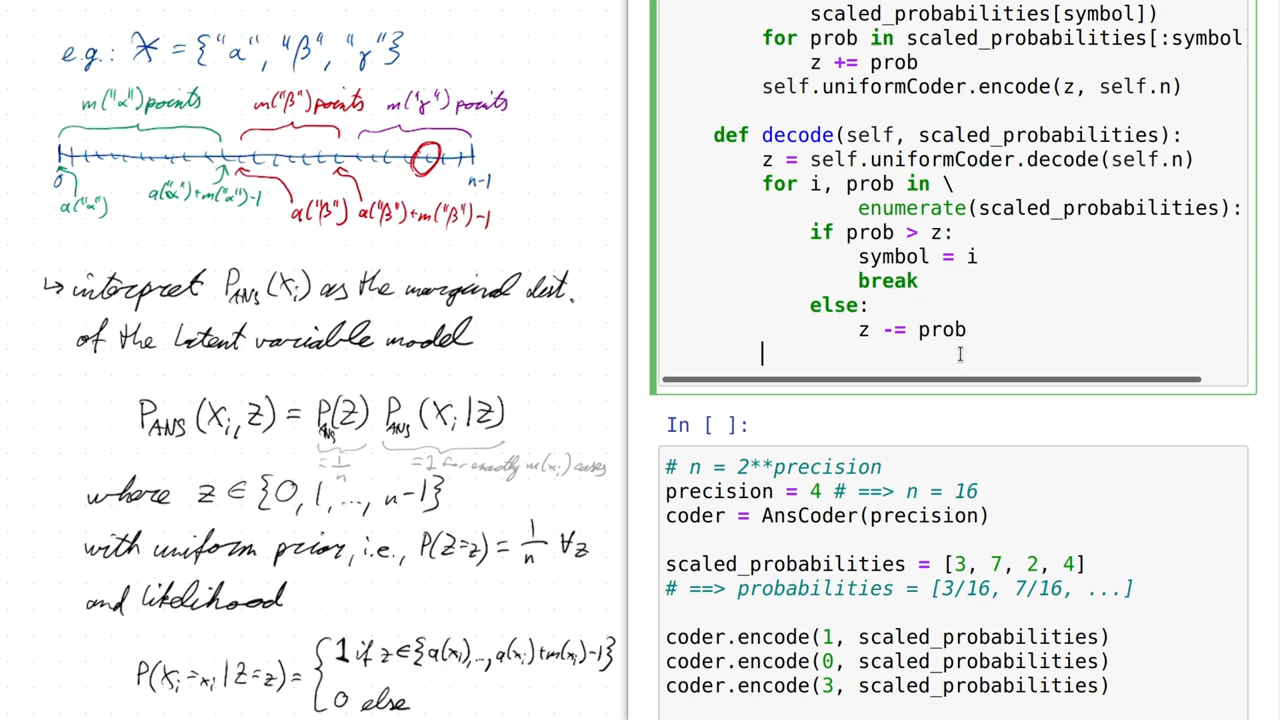 e.g.: X = {"α", "β", "γ"}
m("α") points m("β") points m("γ") points
0 n-1
a("α") a("α")+m("α")-1 a("β") a("β")+m("β")-1
↳ interpret P_ANS(X_i) as the marginal dist.
of the latent variable model
P_ANS(X_i, Z) = P_ANS(Z) P_ANS(X_i | Z)
= 1/n = 1 for exactly m(x_i) cases
where z ∈ {0, 1, ..., n-1}
with uniform prior, i.e., P(Z=z) = 1/n ∀z
and likelihood
P(X_i = x_i | Z=z) = { 1 if z ∈ {a(x_i), ..., a(x_i)+m(x_i)-1}
0 else
scaled_probabilities[symbol])
for prob in scaled_probabilities[:symbol
z += prob
self.uniformCoder.encode(z, self.n)
def decode(self, scaled_probabilities):
z = self.uniformCoder.decode(self.n)
for i, prob in \
enumerate(scaled_probabilities):
if prob > z:
symbol = i
break
else:
z -= prob
In [ ]:
# n = 2**precision
precision = 4 # ==> n = 16
coder = AnsCoder(precision)
scaled_probabilities = [3, 7, 2, 4]
# ==> probabilities = [3/16, 7/16, ...]
coder.encode(1, scaled_probabilities)
coder.encode(0, scaled_probabilities)
coder.encode(3, scaled_probabilities)